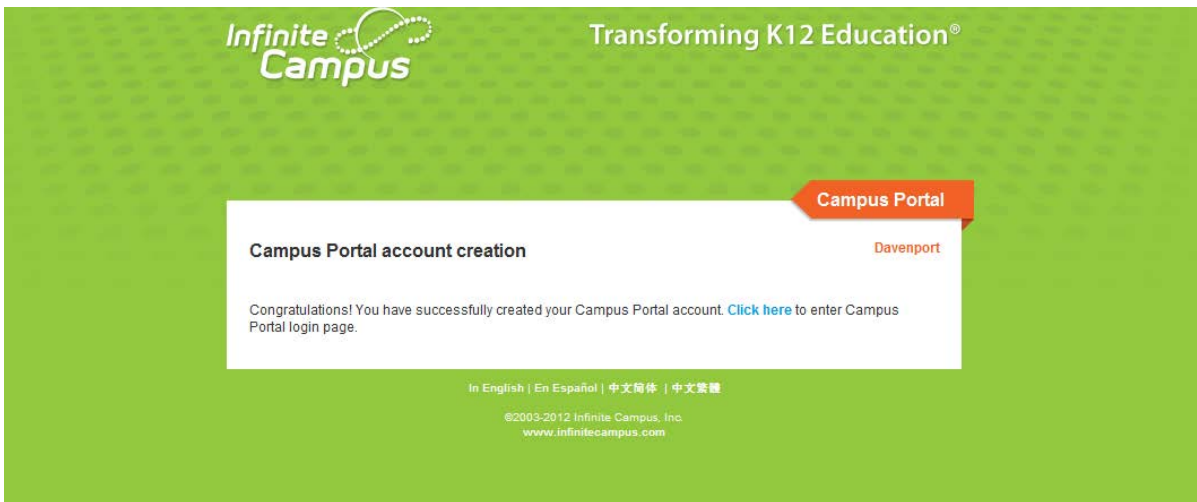 Infinite
Campus
Transforming K12 Education®
Campus Portal
Campus Portal account creation
Davenport
Congratulations! You have successfully created your Campus Portal account. Click here to enter Campus
Portal login page.
In English | En Español | 中文简体 | 中文繁體
©2003-2012 Infinite Campus, Inc.
www.infinitecampus.com